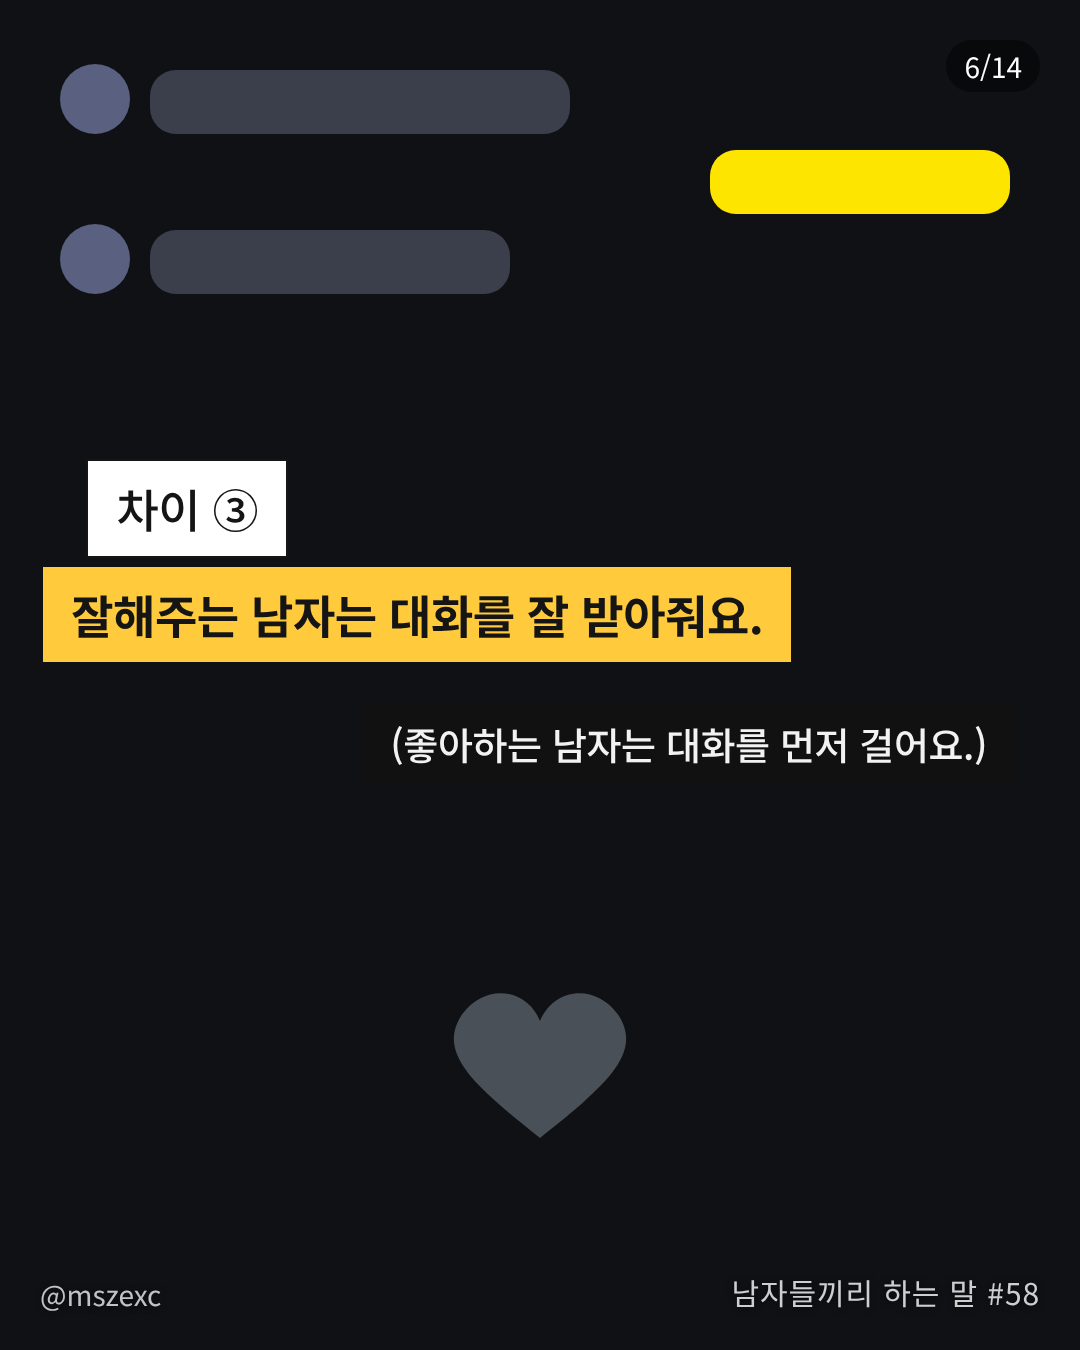 6/14
차이 ③
잘해주는 남자는 대화를 잘 받아줘요.
(좋아하는 남자는 대화를 먼저 걸어요.)
@mszexc
남자들끼리 하는 말 #58